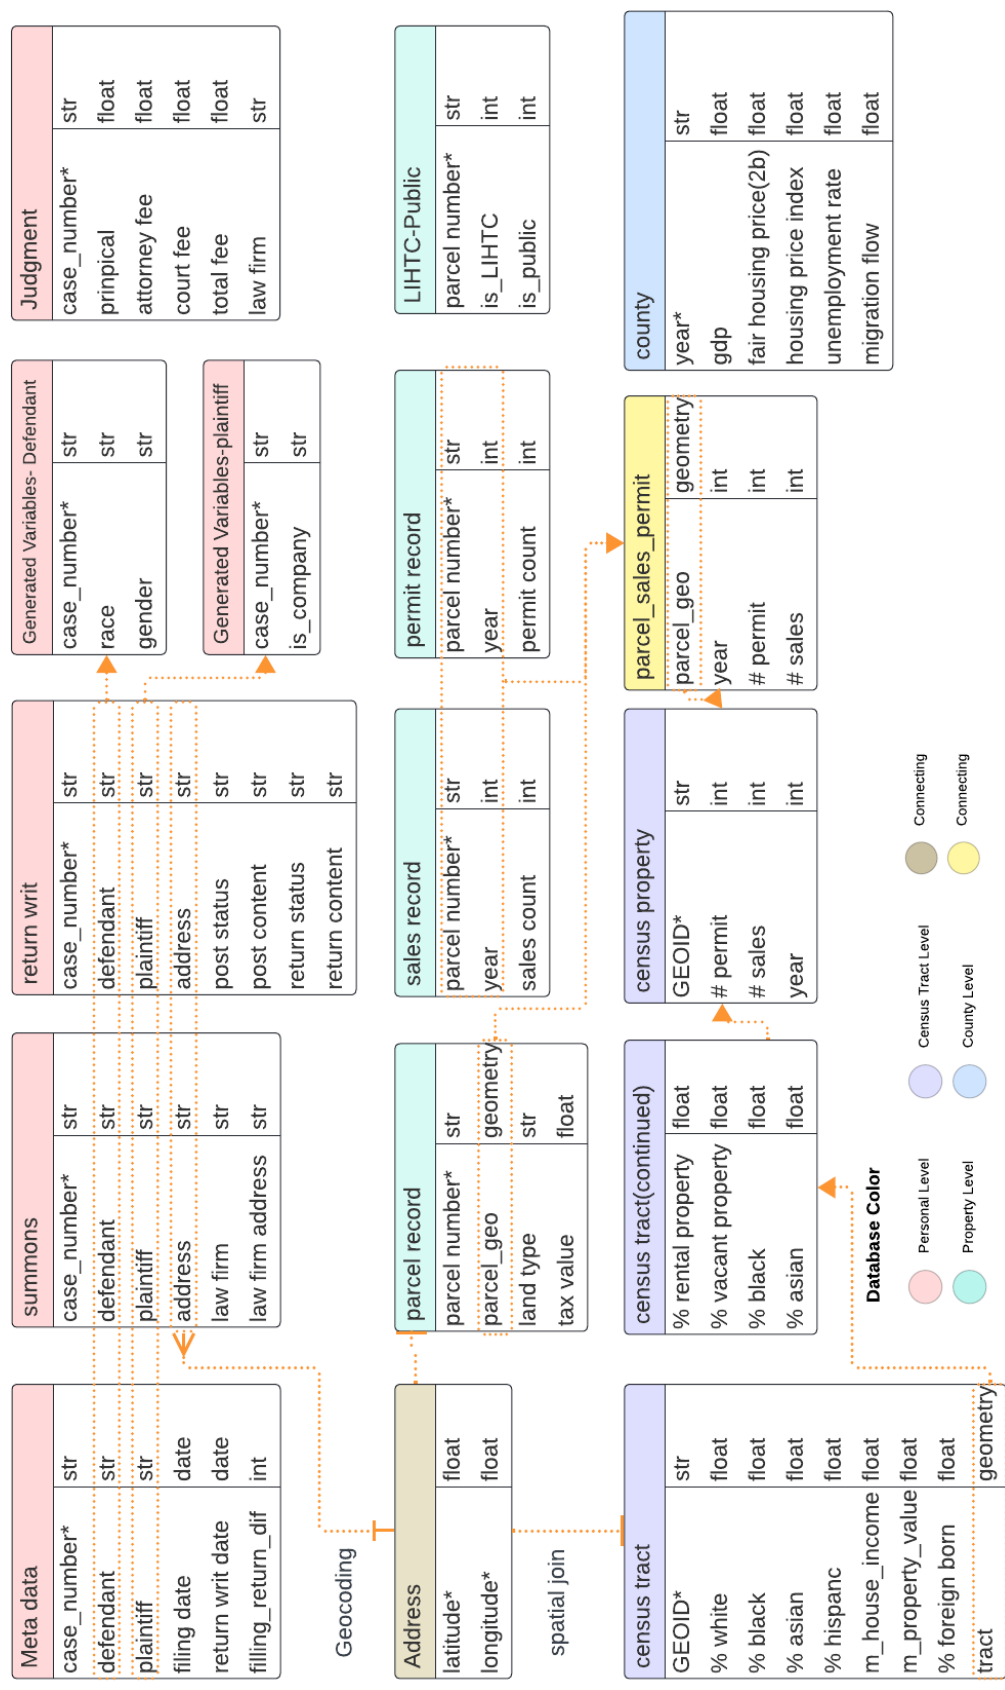 Meta data
case_number* str
defendant str
plaintiff str
filing date date
return writ date date
filling_return_dif int
summons
case_number* str
defendant str
plaintiff str
address str
law firm str
law firm address str
return writ
case_number* str
defendant str
plaintiff str
address str
post status str
post content str
return status str
return content str
Generated Variables- Defendant
case_number* str
race str
gender str
Generated Variables-plaintiff
case_number* str
is_company str
Judgment
case_number* str
prinpical float
attorney fee float
court fee float
total fee float
law firm str
Geocoding
Address
latitude* float
longitude* float
parcel record
parcel number* str
parcel_geo geometry
land type str
tax value float
sales record
parcel number* str
year int
sales count int
permit record
parcel number* str
year int
permit count int
LIHTC-Public
parcel number* str
is_LIHTC int
is_public int
spatial join
census tract
GEOID* str
% white float
% black float
% asian float
% hispanc float
m_house_income float
m_property_value float
% foreign born float
tract geometry
census tract(continued)
% rental property float
% vacant property float
% black float
% asian float
census property
GEOID* str
# permit int
# sales int
year int
parcel_sales_permit
parcel_geo geometry
year int
# permit int
# sales int
county
year* str
gdp float
fair housing price(2b) float
housing price index float
unemployment rate float
migration flow float
Database Color
Personal Level
Census Tract Level
Connecting
Property Level
County Level
Connecting